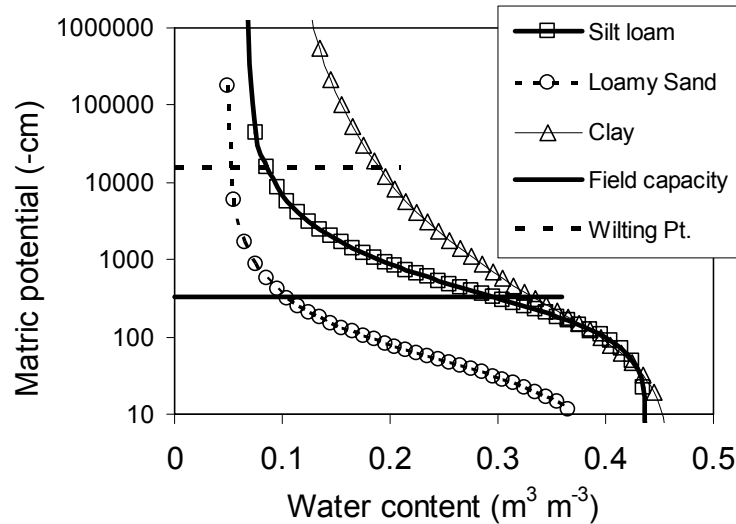 1000000
100000
10000
1000
100
10
Matric potential (-cm)
0
0.1
0.2
0.3
0.4
0.5
Water content (m³ m⁻³)
Silt loam
Loamy Sand
Clay
Field capacity
Wilting Pt.